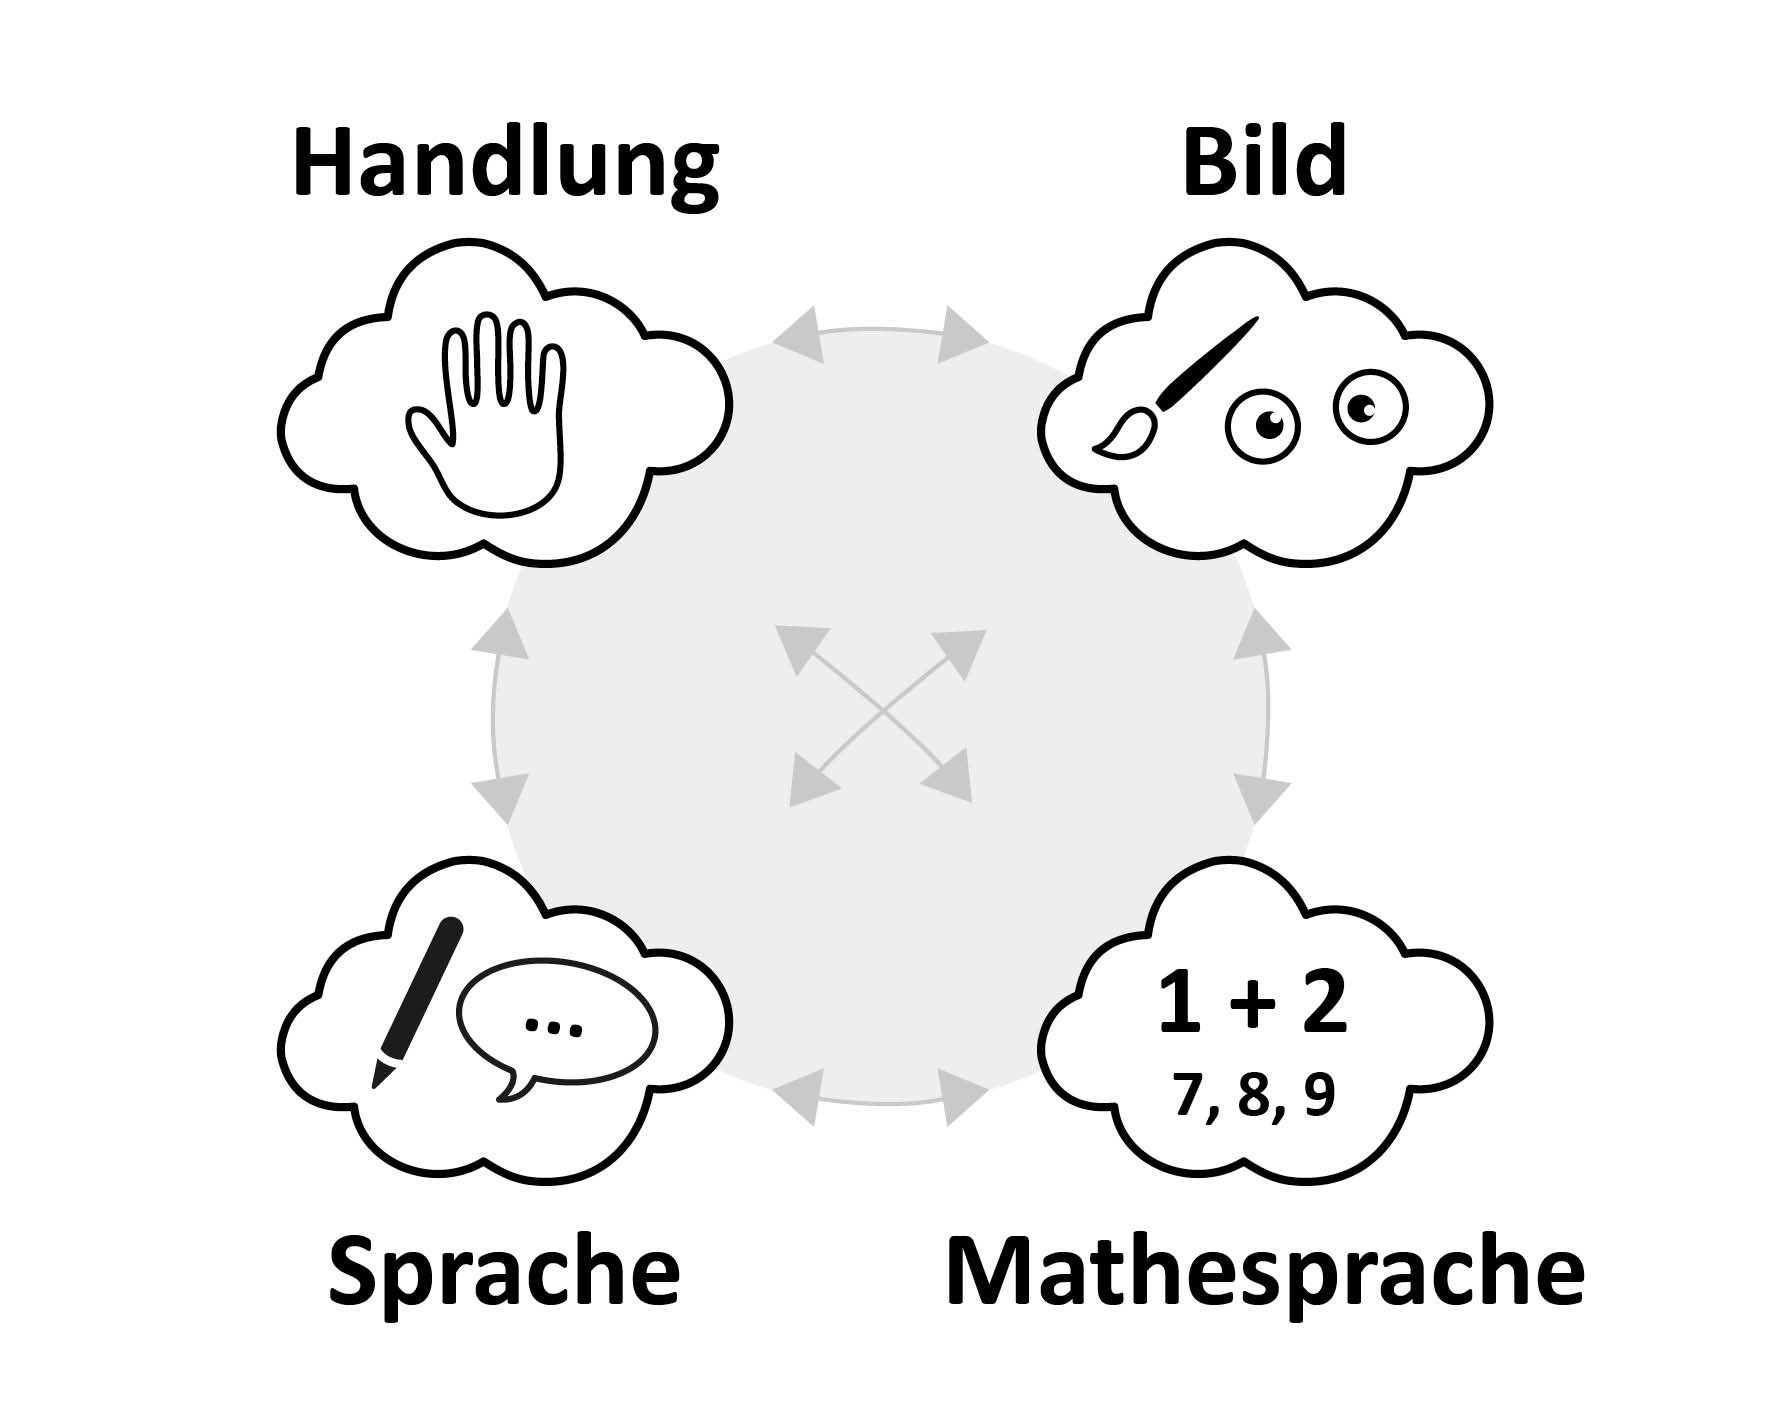 Handlung
Bild
...
1 + 2
7, 8, 9
Sprache
Mathesprache